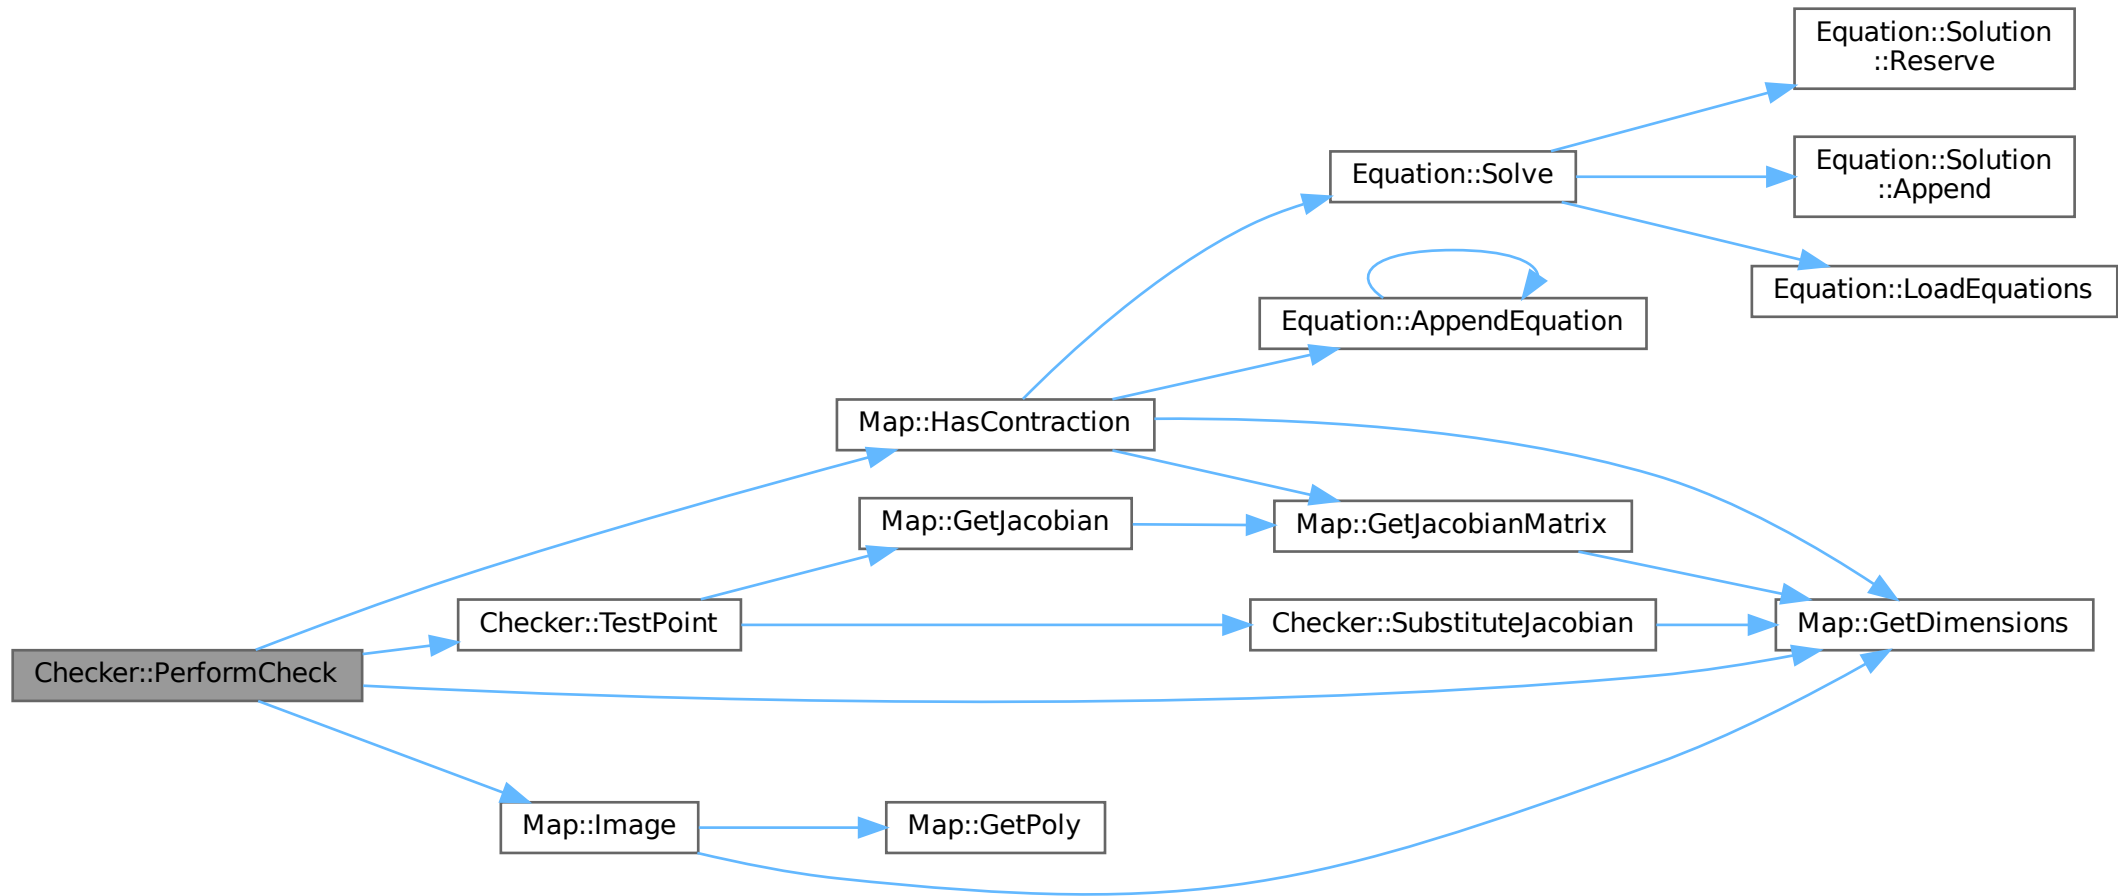 Equation::Solution
::Reserve
Equation::Solution
::Append
Equation::Solve
Equation::LoadEquations
Equation::AppendEquation
Map::HasContraction
Map::GetJacobian
Map::GetJacobianMatrix
Checker::TestPoint
Checker::SubstituteJacobian
Map::GetDimensions
Checker::PerformCheck
Map::Image
Map::GetPoly